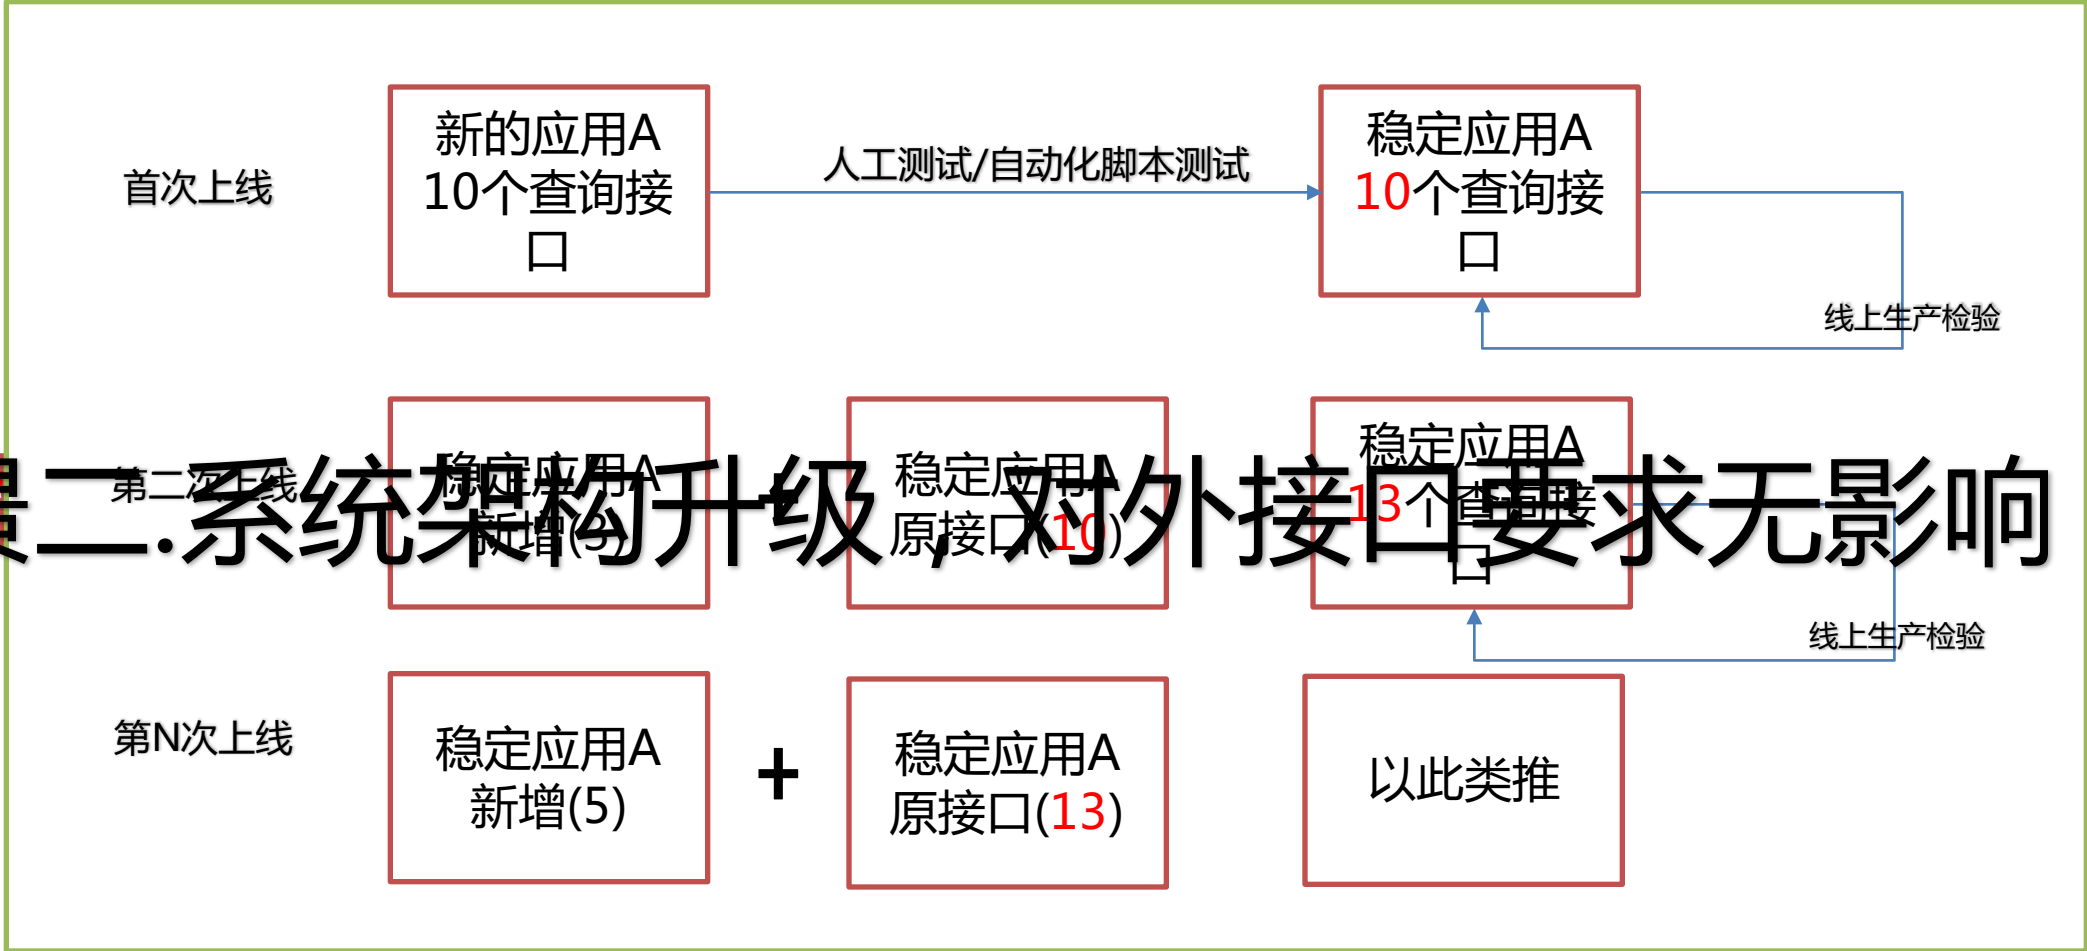 首次上线
新的应用A
10个查询接
口
人工测试/自动化脚本测试
稳定应用A
10个查询接
口
线上生产检验
第二次上线
稳定应用A
新增(3)
+
稳定应用A
原接口(10)
稳定应用A
13个查询接
口
线上生产检验
二.系统架构升级，对外接口要求无影响
第N次上线
稳定应用A
新增(5)
+
稳定应用A
原接口(13)
以此类推